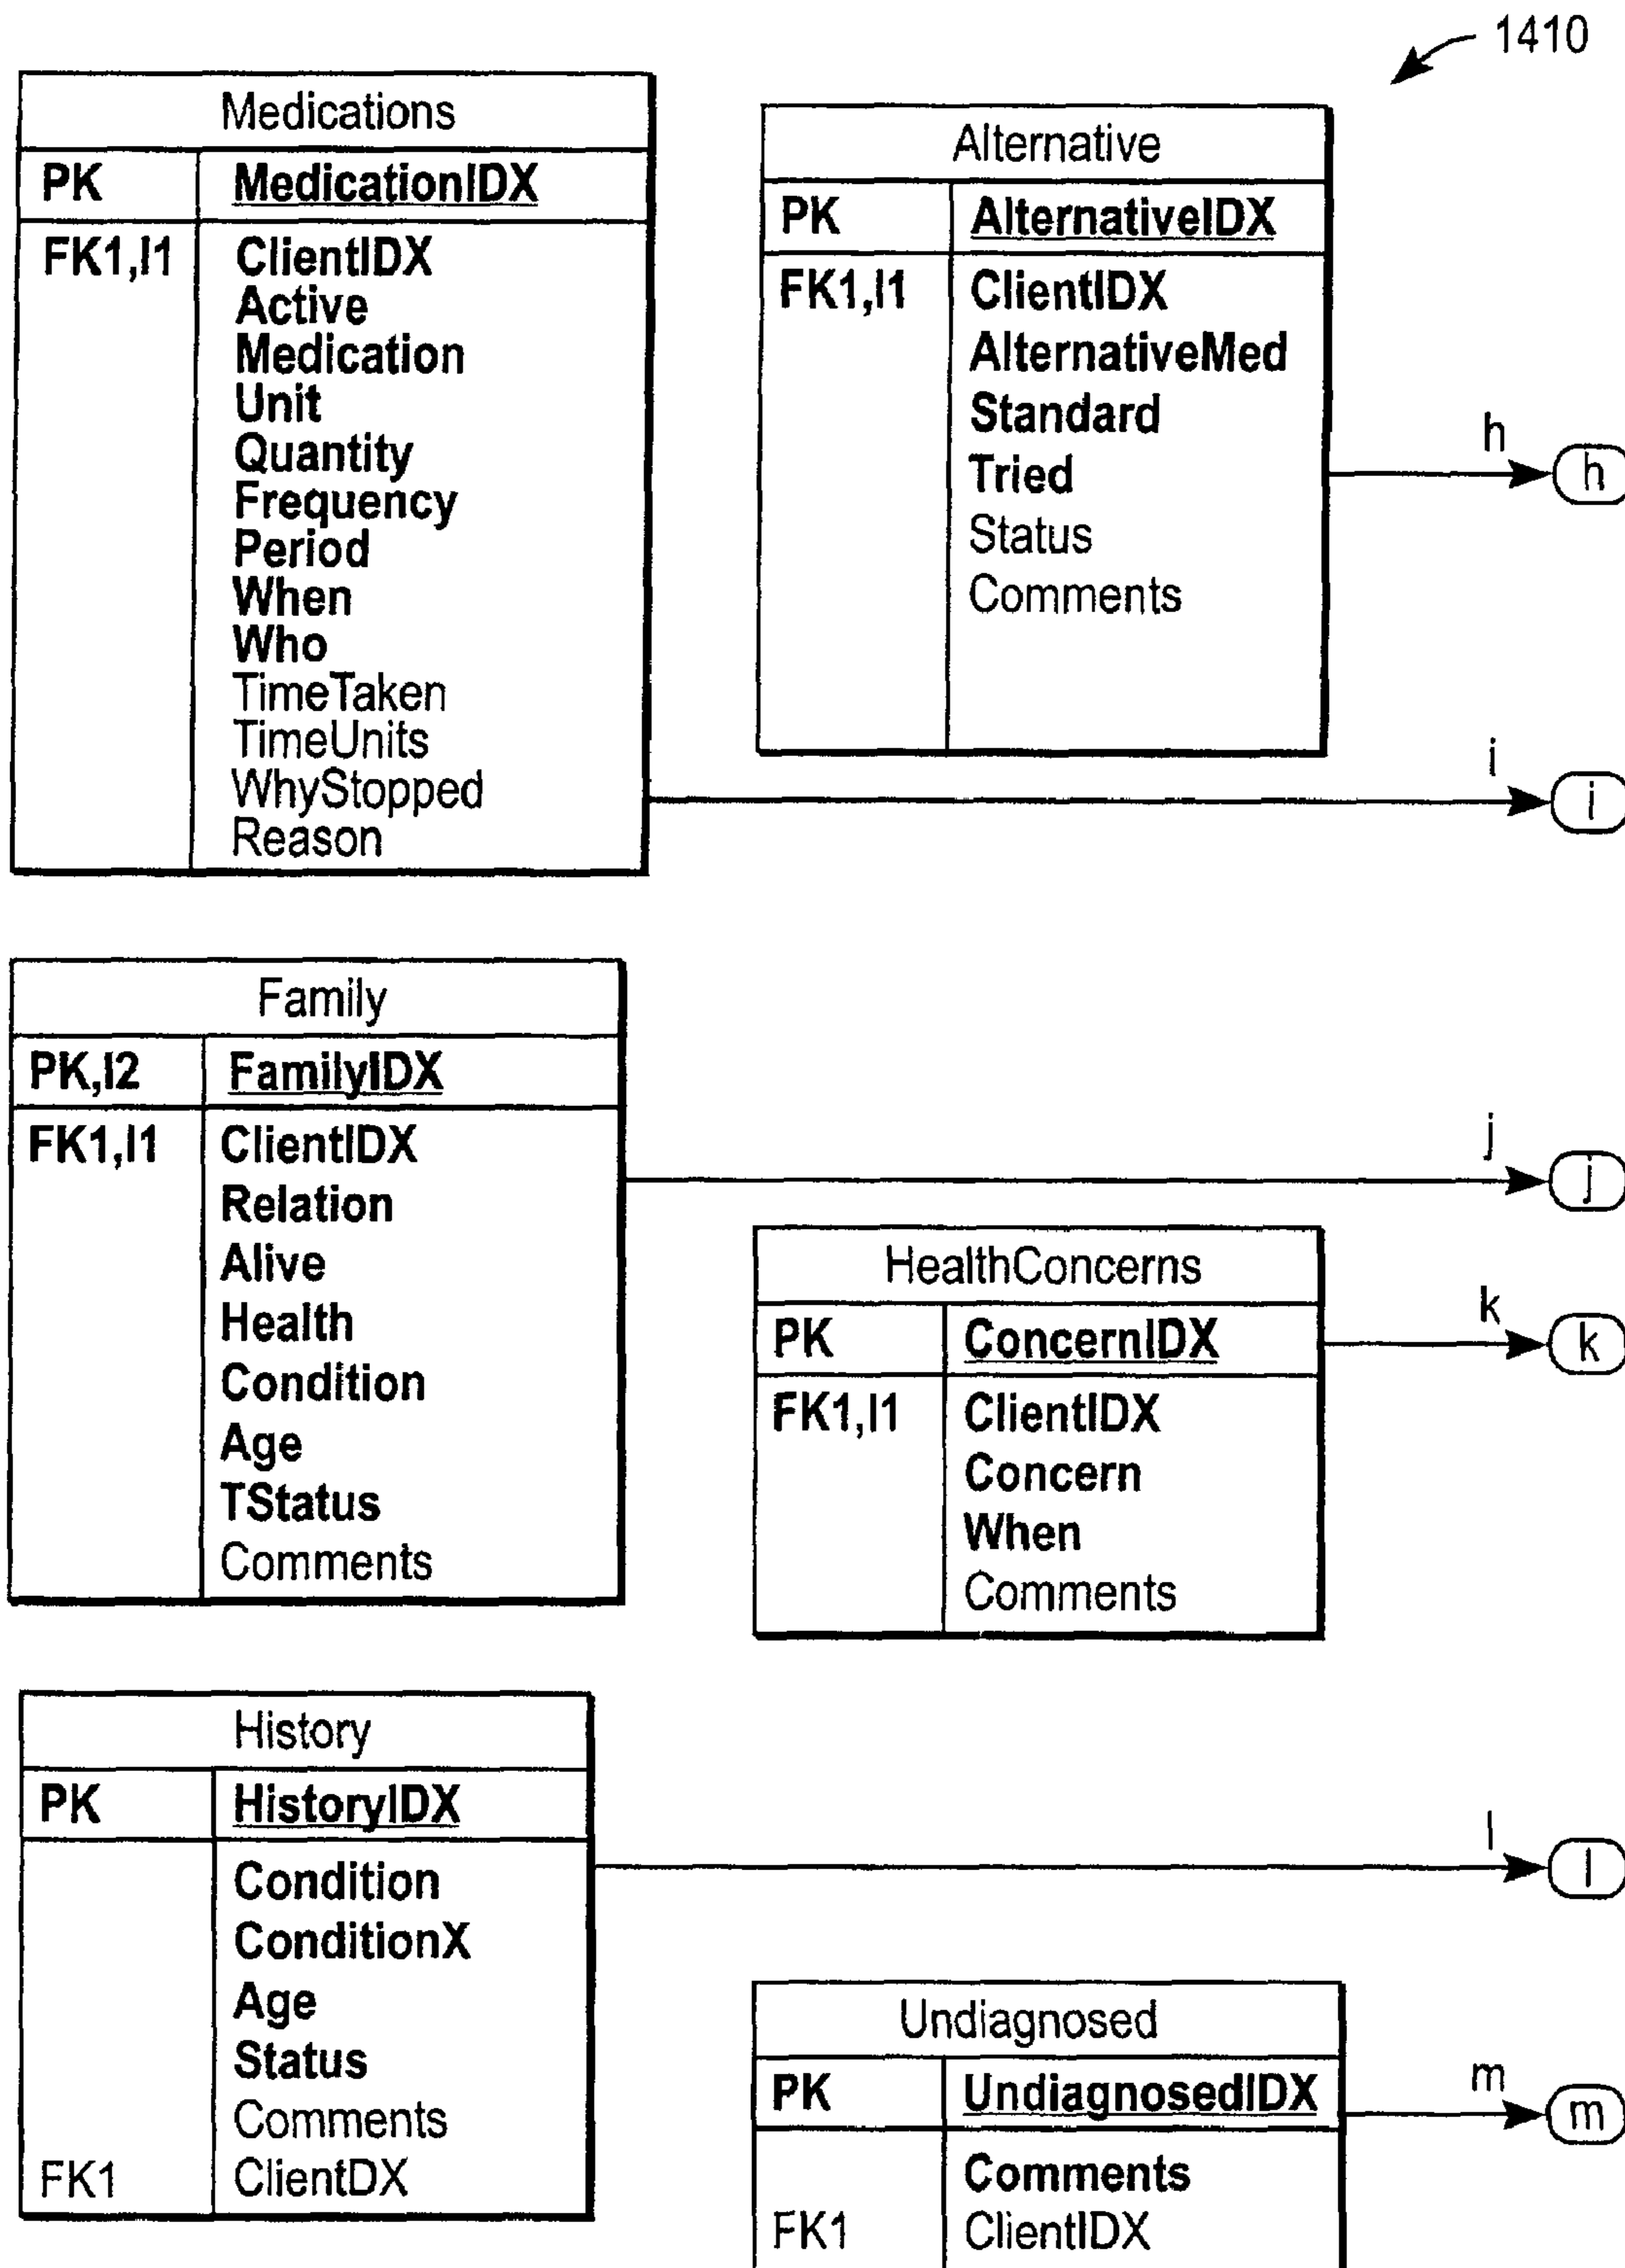 1410
Medications
PK MedicationIDX
FK1,I1 ClientIDX
Active
Medication
Unit
Quantity
Frequency
Period
When
Who
TimeTaken
TimeUnits
WhyStopped
Reason
Alternative
PK AlternativeIDX
FK1,I1 ClientIDX
AlternativeMed
Standard
Tried
Status
Comments
h
h
i
i
Family
PK,I2 FamilyIDX
FK1,I1 ClientIDX
Relation
Alive
Health
Condition
Age
TStatus
Comments
j
j
HealthConcerns
PK ConcernIDX
FK1,I1 ClientIDX
Concern
When
Comments
k
k
History
PK HistoryIDX
Condition
ConditionX
Age
Status
Comments
FK1 ClientDX
l
l
Undiagnosed
PK UndiagnosedIDX
Comments
FK1 ClientIDX
m
m